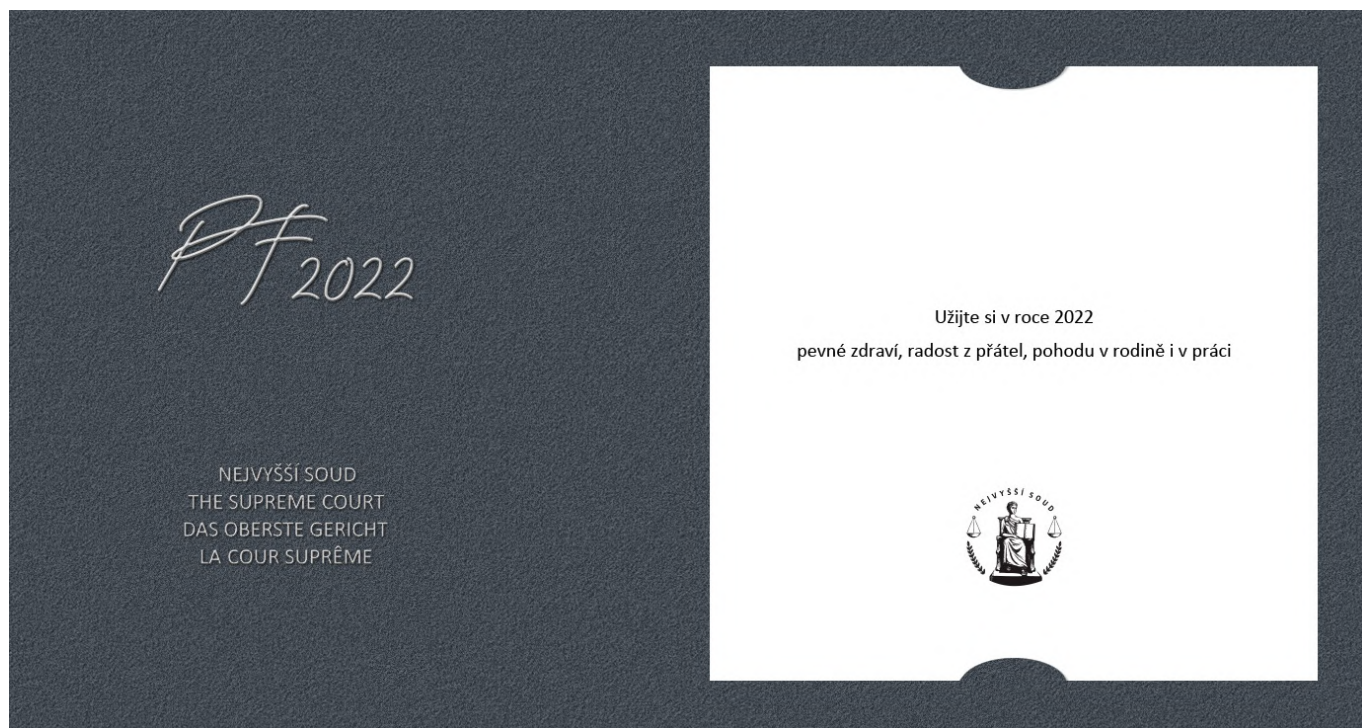 PF 2022
NEJVYŠŠÍ SOUD
THE SUPREME COURT
DAS OBERSTE GERICHT
LA COUR SUPRÊME
Užijte si v roce 2022
pevné zdraví, radost z přátel, pohodu v rodině i v práci
NEJVYŠŠÍ SOUD